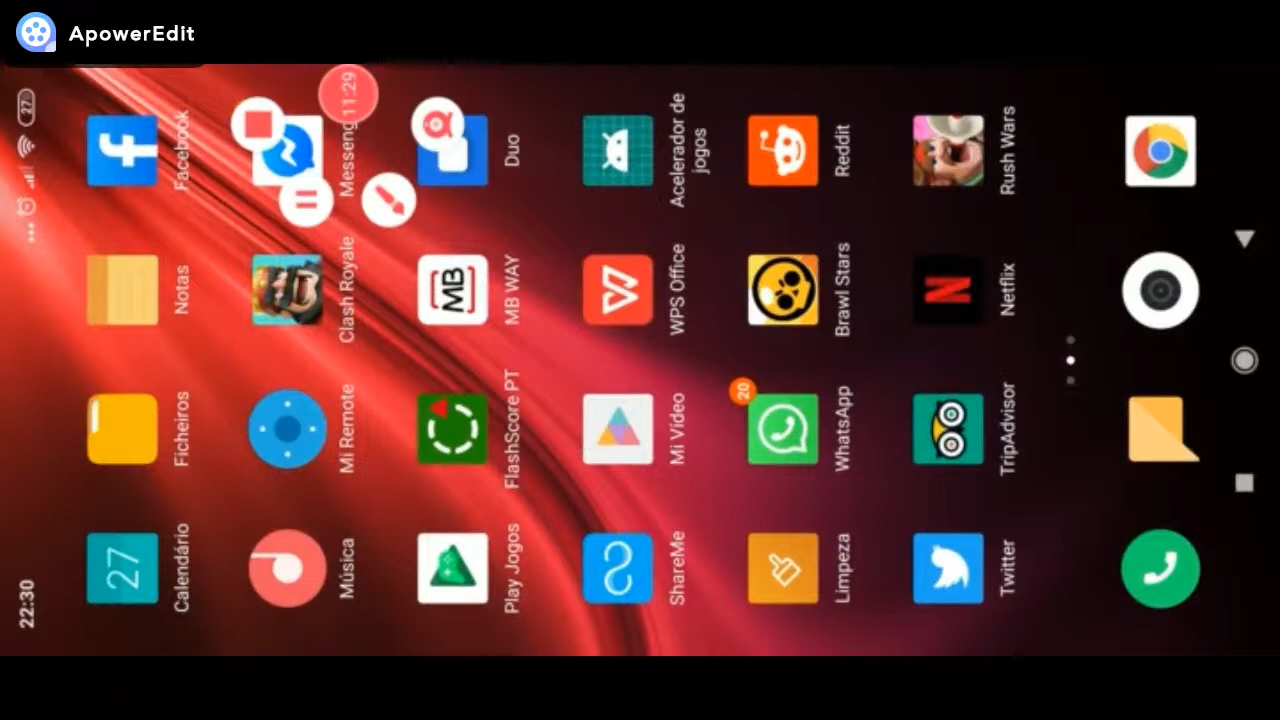 ApowerEdit
22:30
27
27
Calendário
Ficheiros
Notas
Facebook
Música
Mi Remote
Clash Royale
Messeng
11:29
Play Jogos
FlashScore PT
MB
MB WAY
Duo
ShareMe
Mi Vídeo
WPS Office
Acelerador de
jogos
Limpeza
20
WhatsApp
Brawl Stars
Reddit
Twitter
TripAdvisor
N
Netflix
Rush Wars